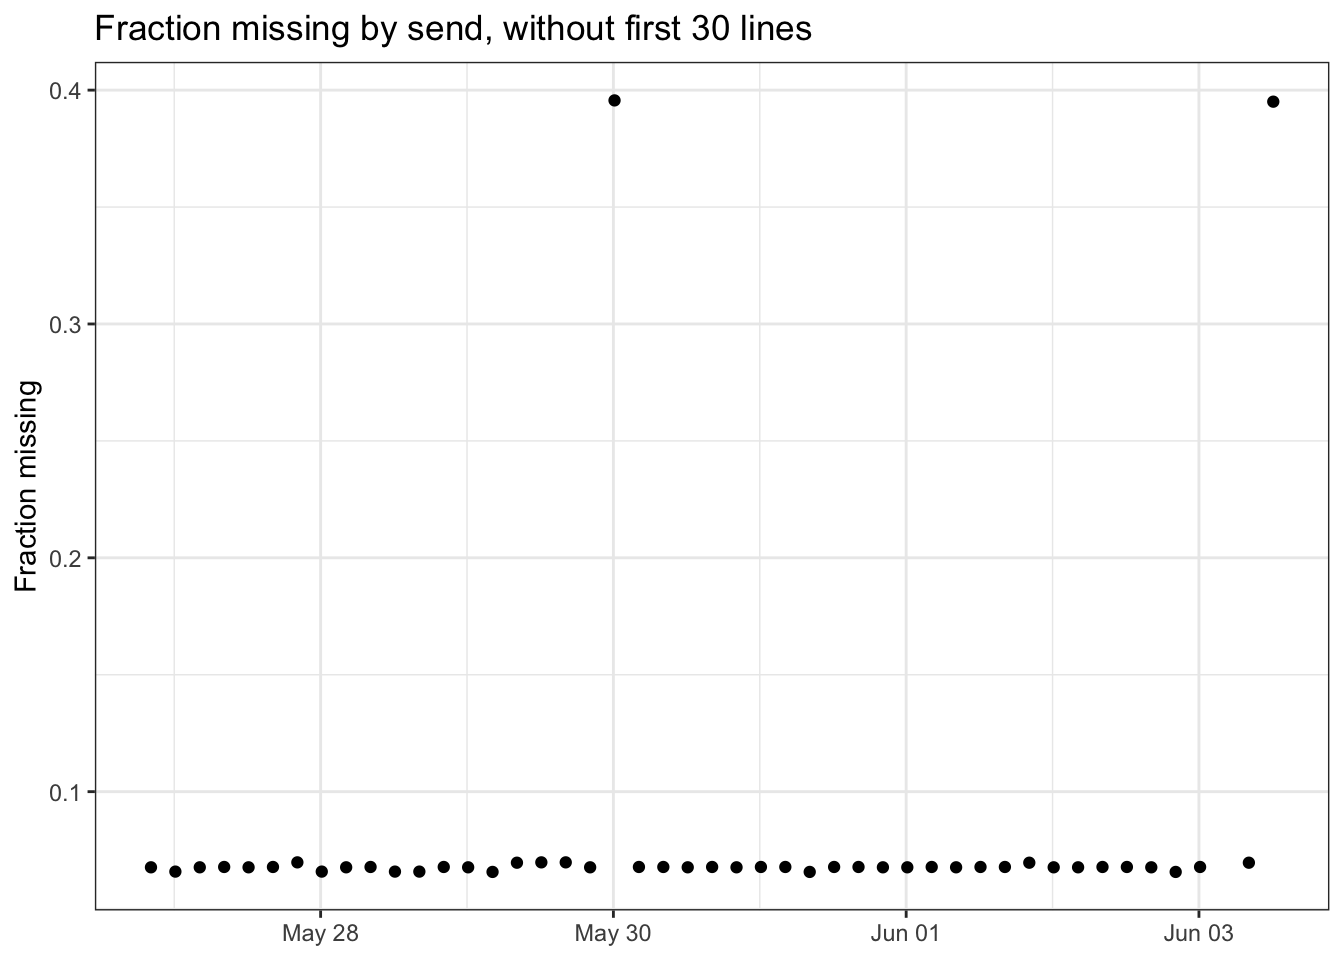 Fraction missing by send, without first 30 lines
0.4
0.3
0.2
0.1
Fraction missing
May 28
May 30
Jun 01
Jun 03